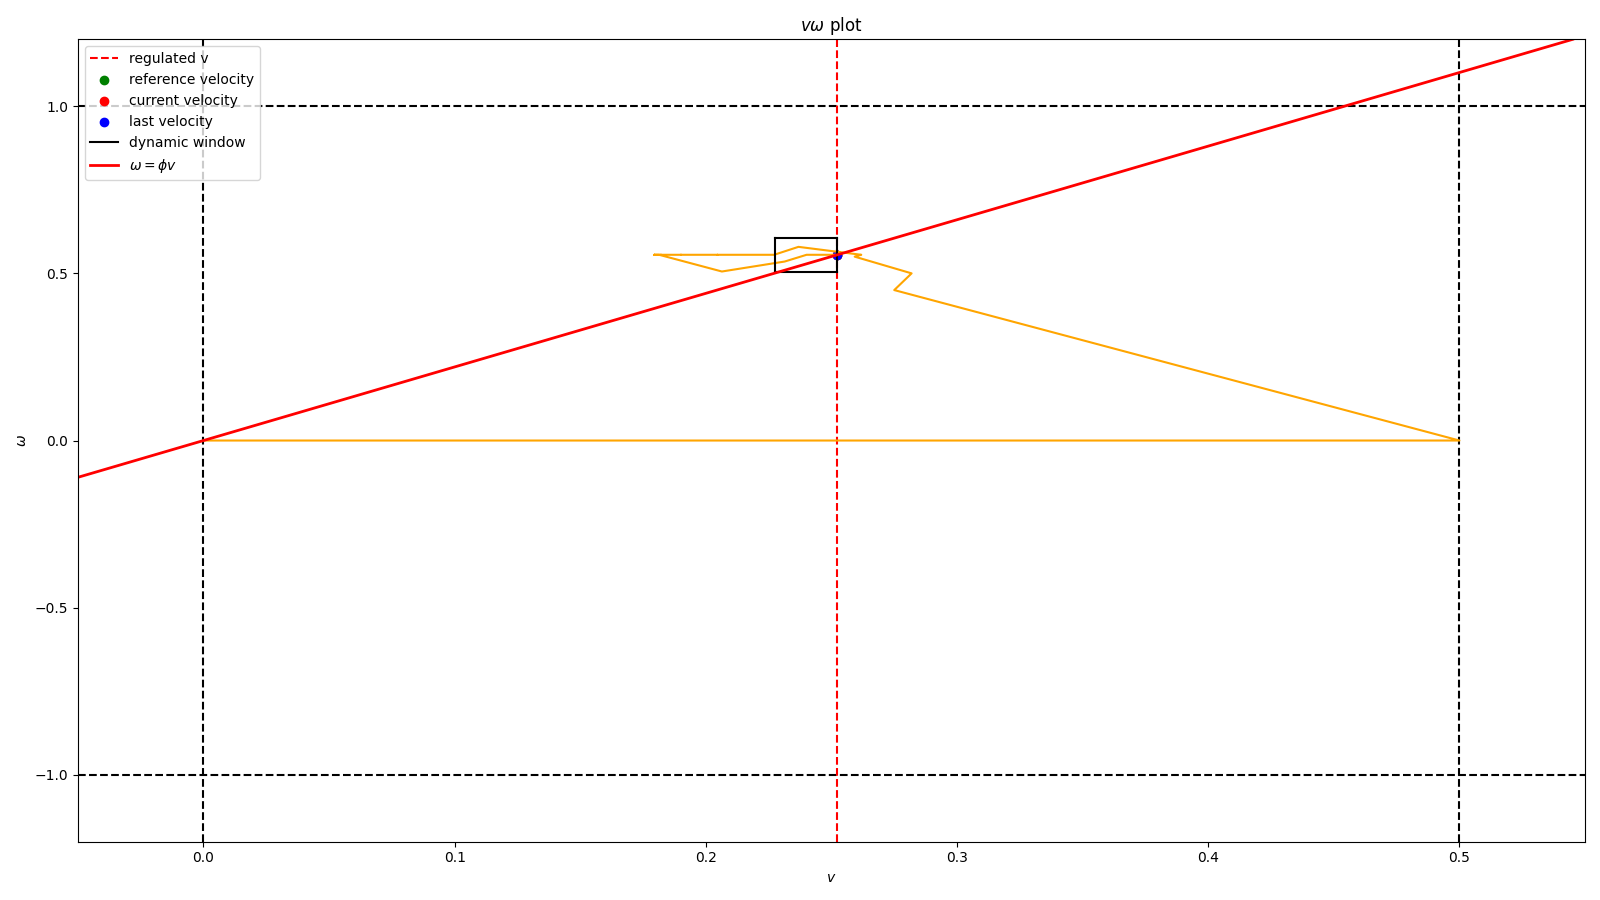 vω plot
regulated v
reference velocity
current velocity
last velocity
dynamic window
ω = ϕv
1.0
0.5
0.0
−0.5
−1.0
ω
0.0 0.1 0.2 0.3 0.4 0.5
v